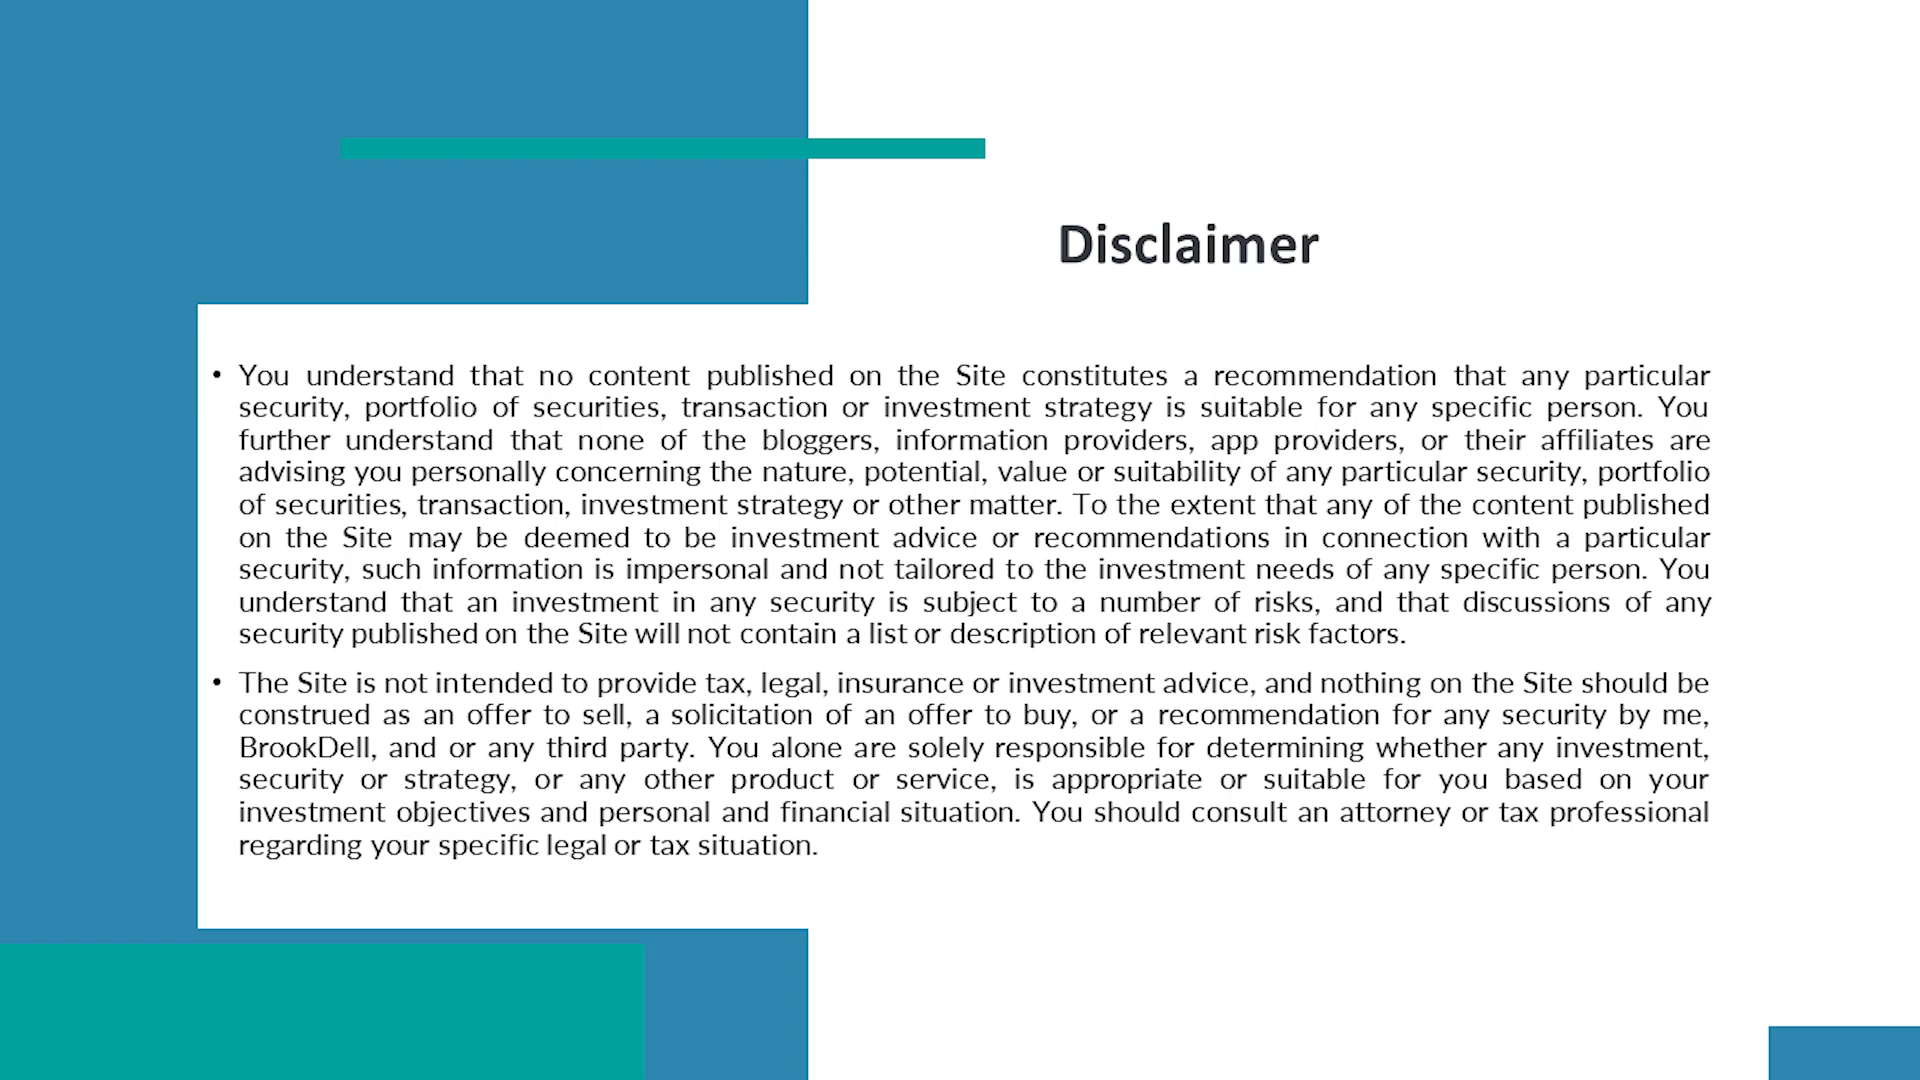 Disclaimer
• You understand that no content published on the Site constitutes a recommendation that any particular
security, portfolio of securities, transaction or investment strategy is suitable for any specific person. You
further understand that none of the bloggers, information providers, app providers, or their affiliates are
advising you personally concerning the nature, potential, value or suitability of any particular security, portfolio
of securities, transaction, investment strategy or other matter. To the extent that any of the content published
on the Site may be deemed to be investment advice or recommendations in connection with a particular
security, such information is impersonal and not tailored to the investment needs of any specific person. You
understand that an investment in any security is subject to a number of risks, and that discussions of any
security published on the Site will not contain a list or description of relevant risk factors.
• The Site is not intended to provide tax, legal, insurance or investment advice, and nothing on the Site should be
construed as an offer to sell, a solicitation of an offer to buy, or a recommendation for any security by me,
BrookDell, and or any third party. You alone are solely responsible for determining whether any investment,
security or strategy, or any other product or service, is appropriate or suitable for you based on your
investment objectives and personal and financial situation. You should consult an attorney or tax professional
regarding your specific legal or tax situation.